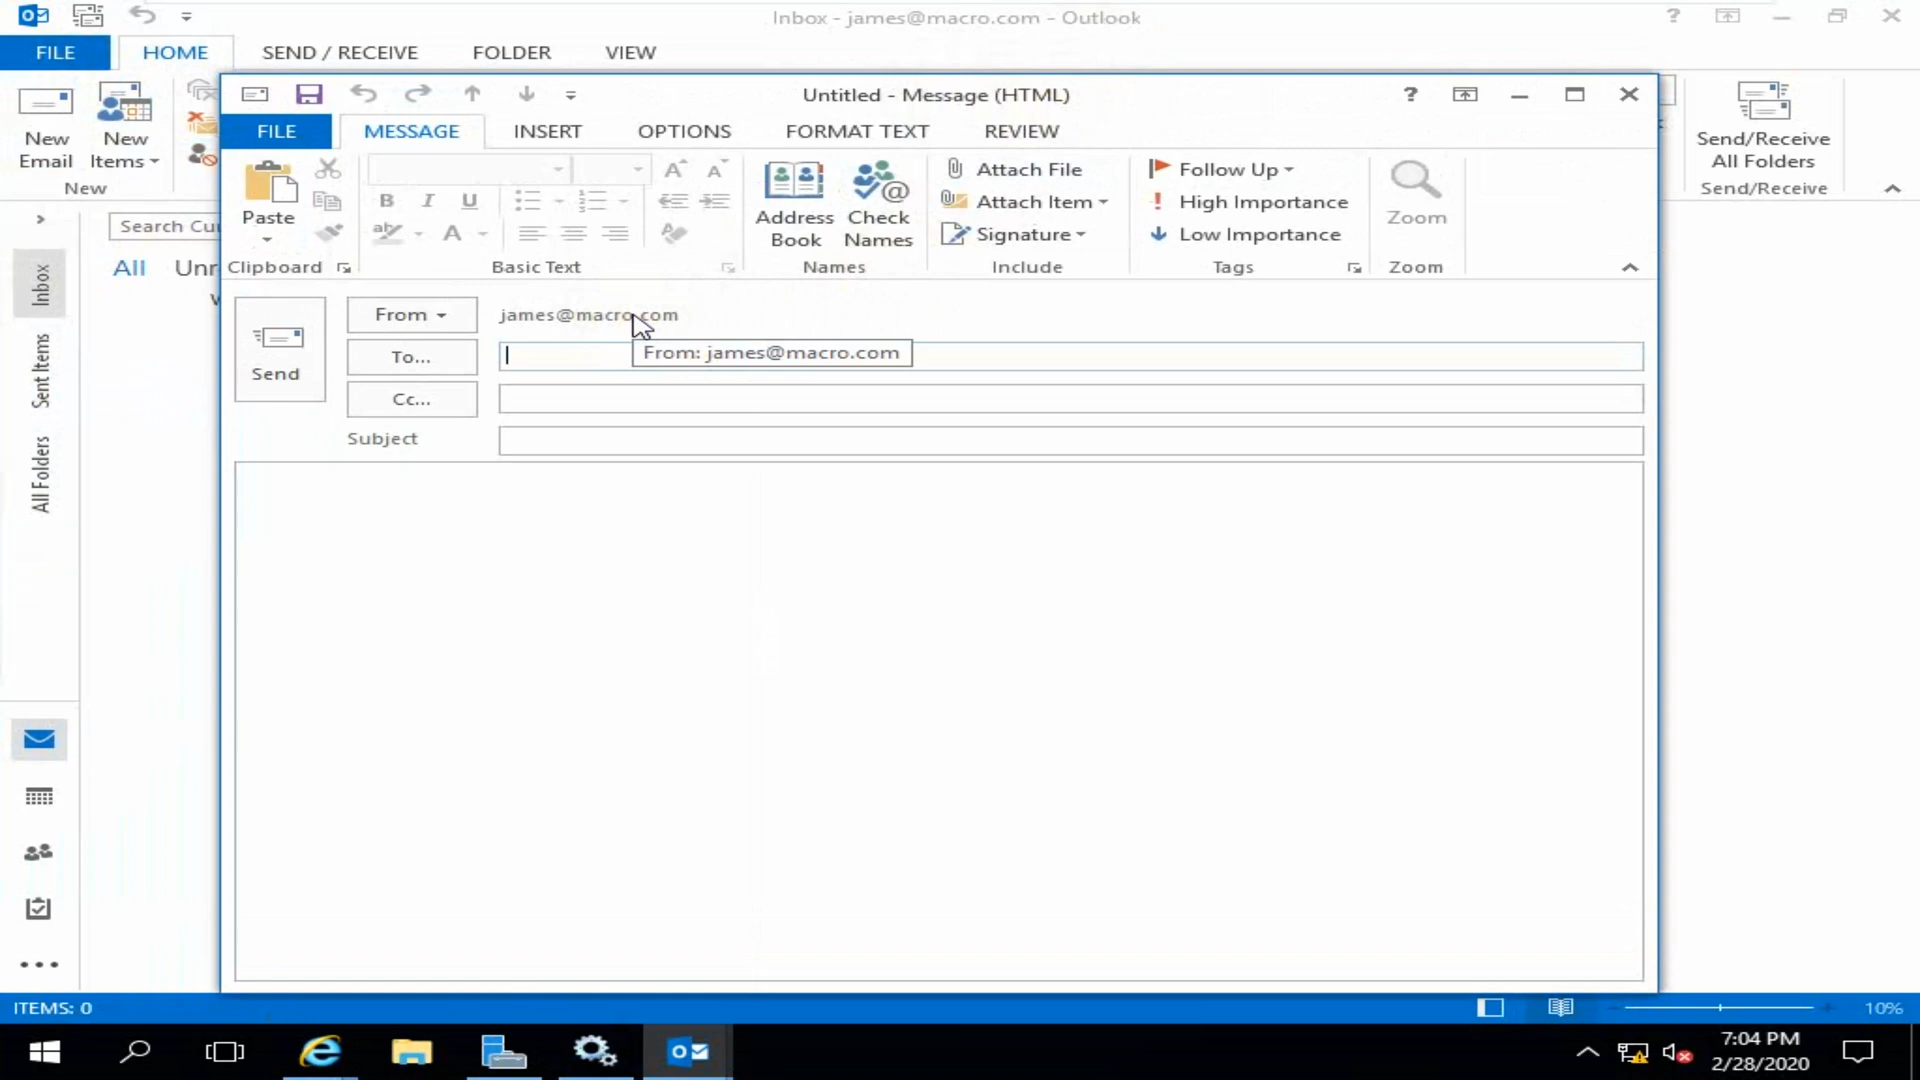 Inbox - james@macro.com - Outlook
?
FILE
HOME
SEND / RECEIVE
FOLDER
VIEW
Untitled - Message (HTML)
?
FILE
MESSAGE
INSERT
OPTIONS
FORMAT TEXT
REVIEW
New
Email
New
Items
New
Paste
Clipboard
B I U
A
A A
Basic Text
Address
Book
Check
Names
Names
Attach File
Attach Item
Signature
Include
Follow Up
High Importance
Low Importance
Tags
Zoom
Zoom
Send/Receive
All Folders
Send/Receive
Search Cu
All
Unr
Inbox
Sent Items
All Folders
Send
From
james@macro.com
To...
From: james@macro.com
Cc...
Subject
ITEMS: 0
10%
7:04 PM
2/28/2020